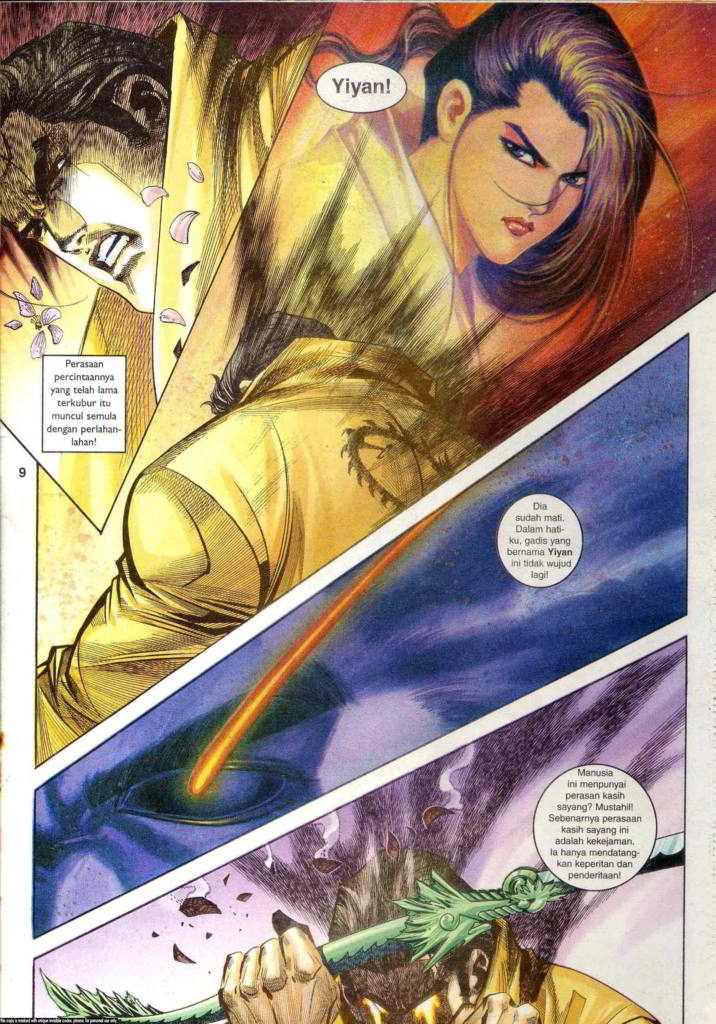 Yiyan!
Perasaan
percintaannya
yang telah lama
terkubur itu
muncul semula
dengan perlahan-
lahan!
9
Dia
sudah mati.
Dalam hati-
ku, gadis yang
bernama Yiyan
ini tidak wujud
lagi!
Manusia
ini menpunyai
perasan kasih
sayang? Mustahil!
Sebenarnya perasaan
kasih sayang ini
adalah kekejaman.
Ia hanya mendatang-
kan keperitan dan
penderitaan!